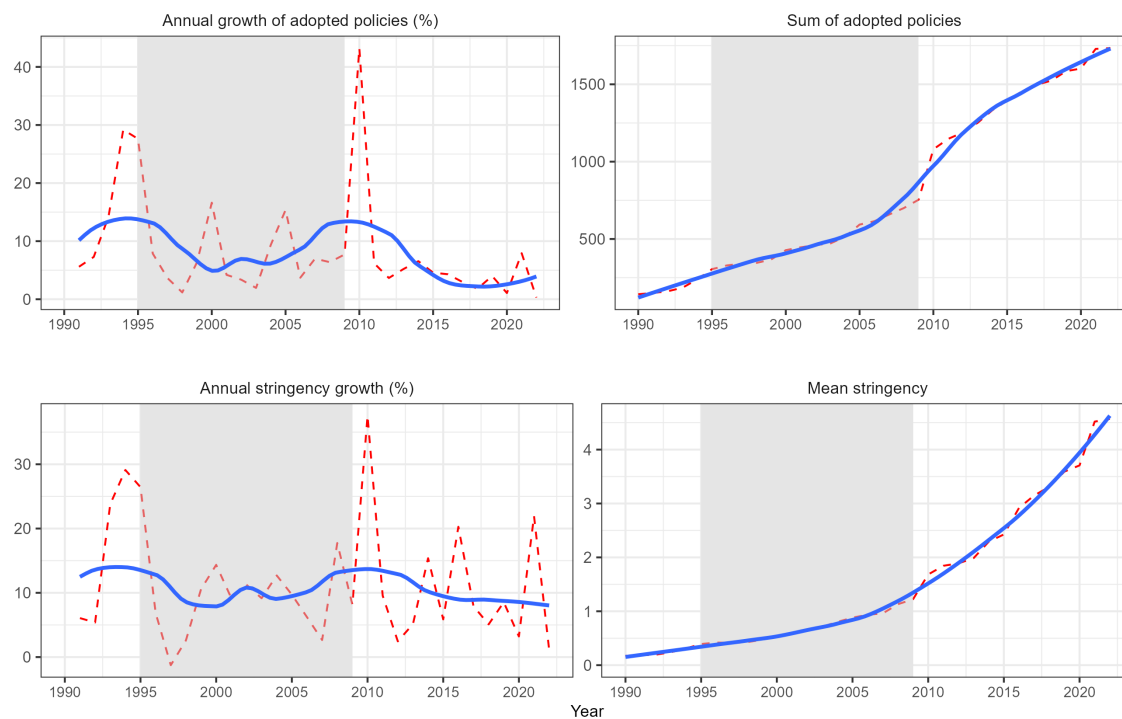 Annual growth of adopted policies (%)
Sum of adopted policies
40
30
20
10
0
1990 1995 2000 2005 2010 2015 2020
1500
1000
500
1990 1995 2000 2005 2010 2015 2020
Annual stringency growth (%)
Mean stringency
30
20
10
0
1990 1995 2000 2005 2010 2015 2020
4
3
2
1
0
1990 1995 2000 2005 2010 2015 2020
Year